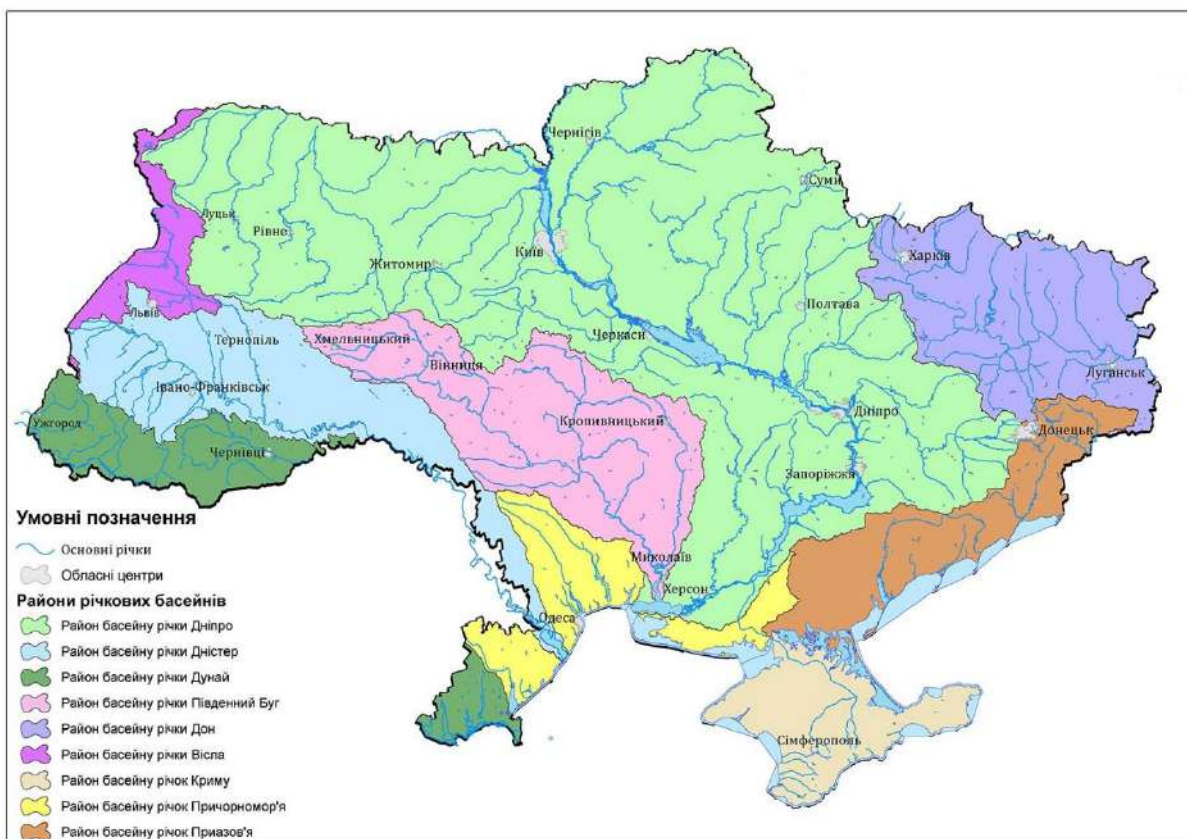 Чернігів
Суми
Луцьк
Рівне
Київ
Житомир
Харків
Полтава
Львів
Тернопіль
Хмельницький
Черкаси
Вінниця
Луганськ
Івано-Франківськ
Ужгород
Кропивницький
Дніпро
Донецьк
Чернівці
Запоріжжя
Миколаїв
Херсон
Одеса
Сімферополь
Умовні позначення
Основні річки
Обласні центри
Райони річкових басейнів
Район басейну річки Дніпро
Район басейну річки Дністер
Район басейну річки Дунай
Район басейну річки Південний Буг
Район басейну річки Дон
Район басейну річки Вісла
Район басейну річок Криму
Район басейну річок Причорномор'я
Район басейну річок Приазов'я